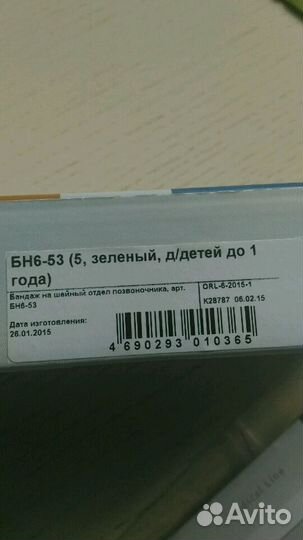 БН6-53 (5, зеленый, д/детей до 1
года)
Бандаж на шейный отдел позвоночника, арт.
БН6-53
ORL-6-2015-1
K28787 06.02.15
Дата изготовления:
26.01.2015
4 690293 010365
Avito